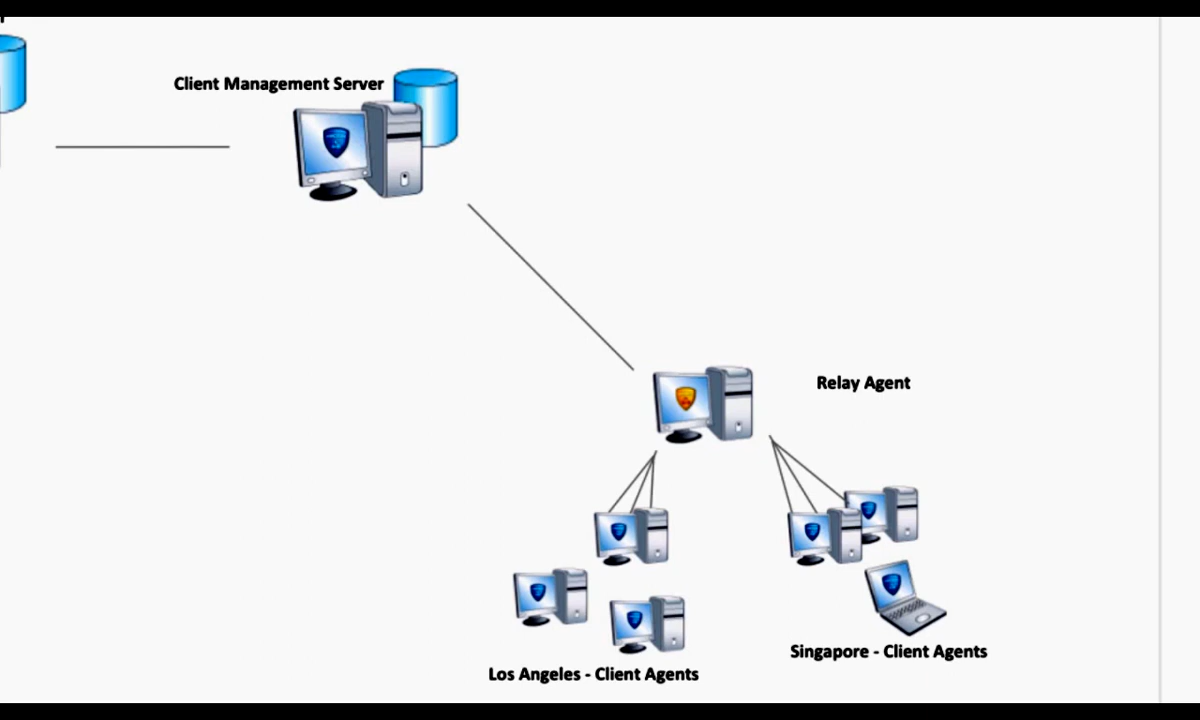 Client Management Server
Relay Agent
Singapore - Client Agents
Los Angeles - Client Agents